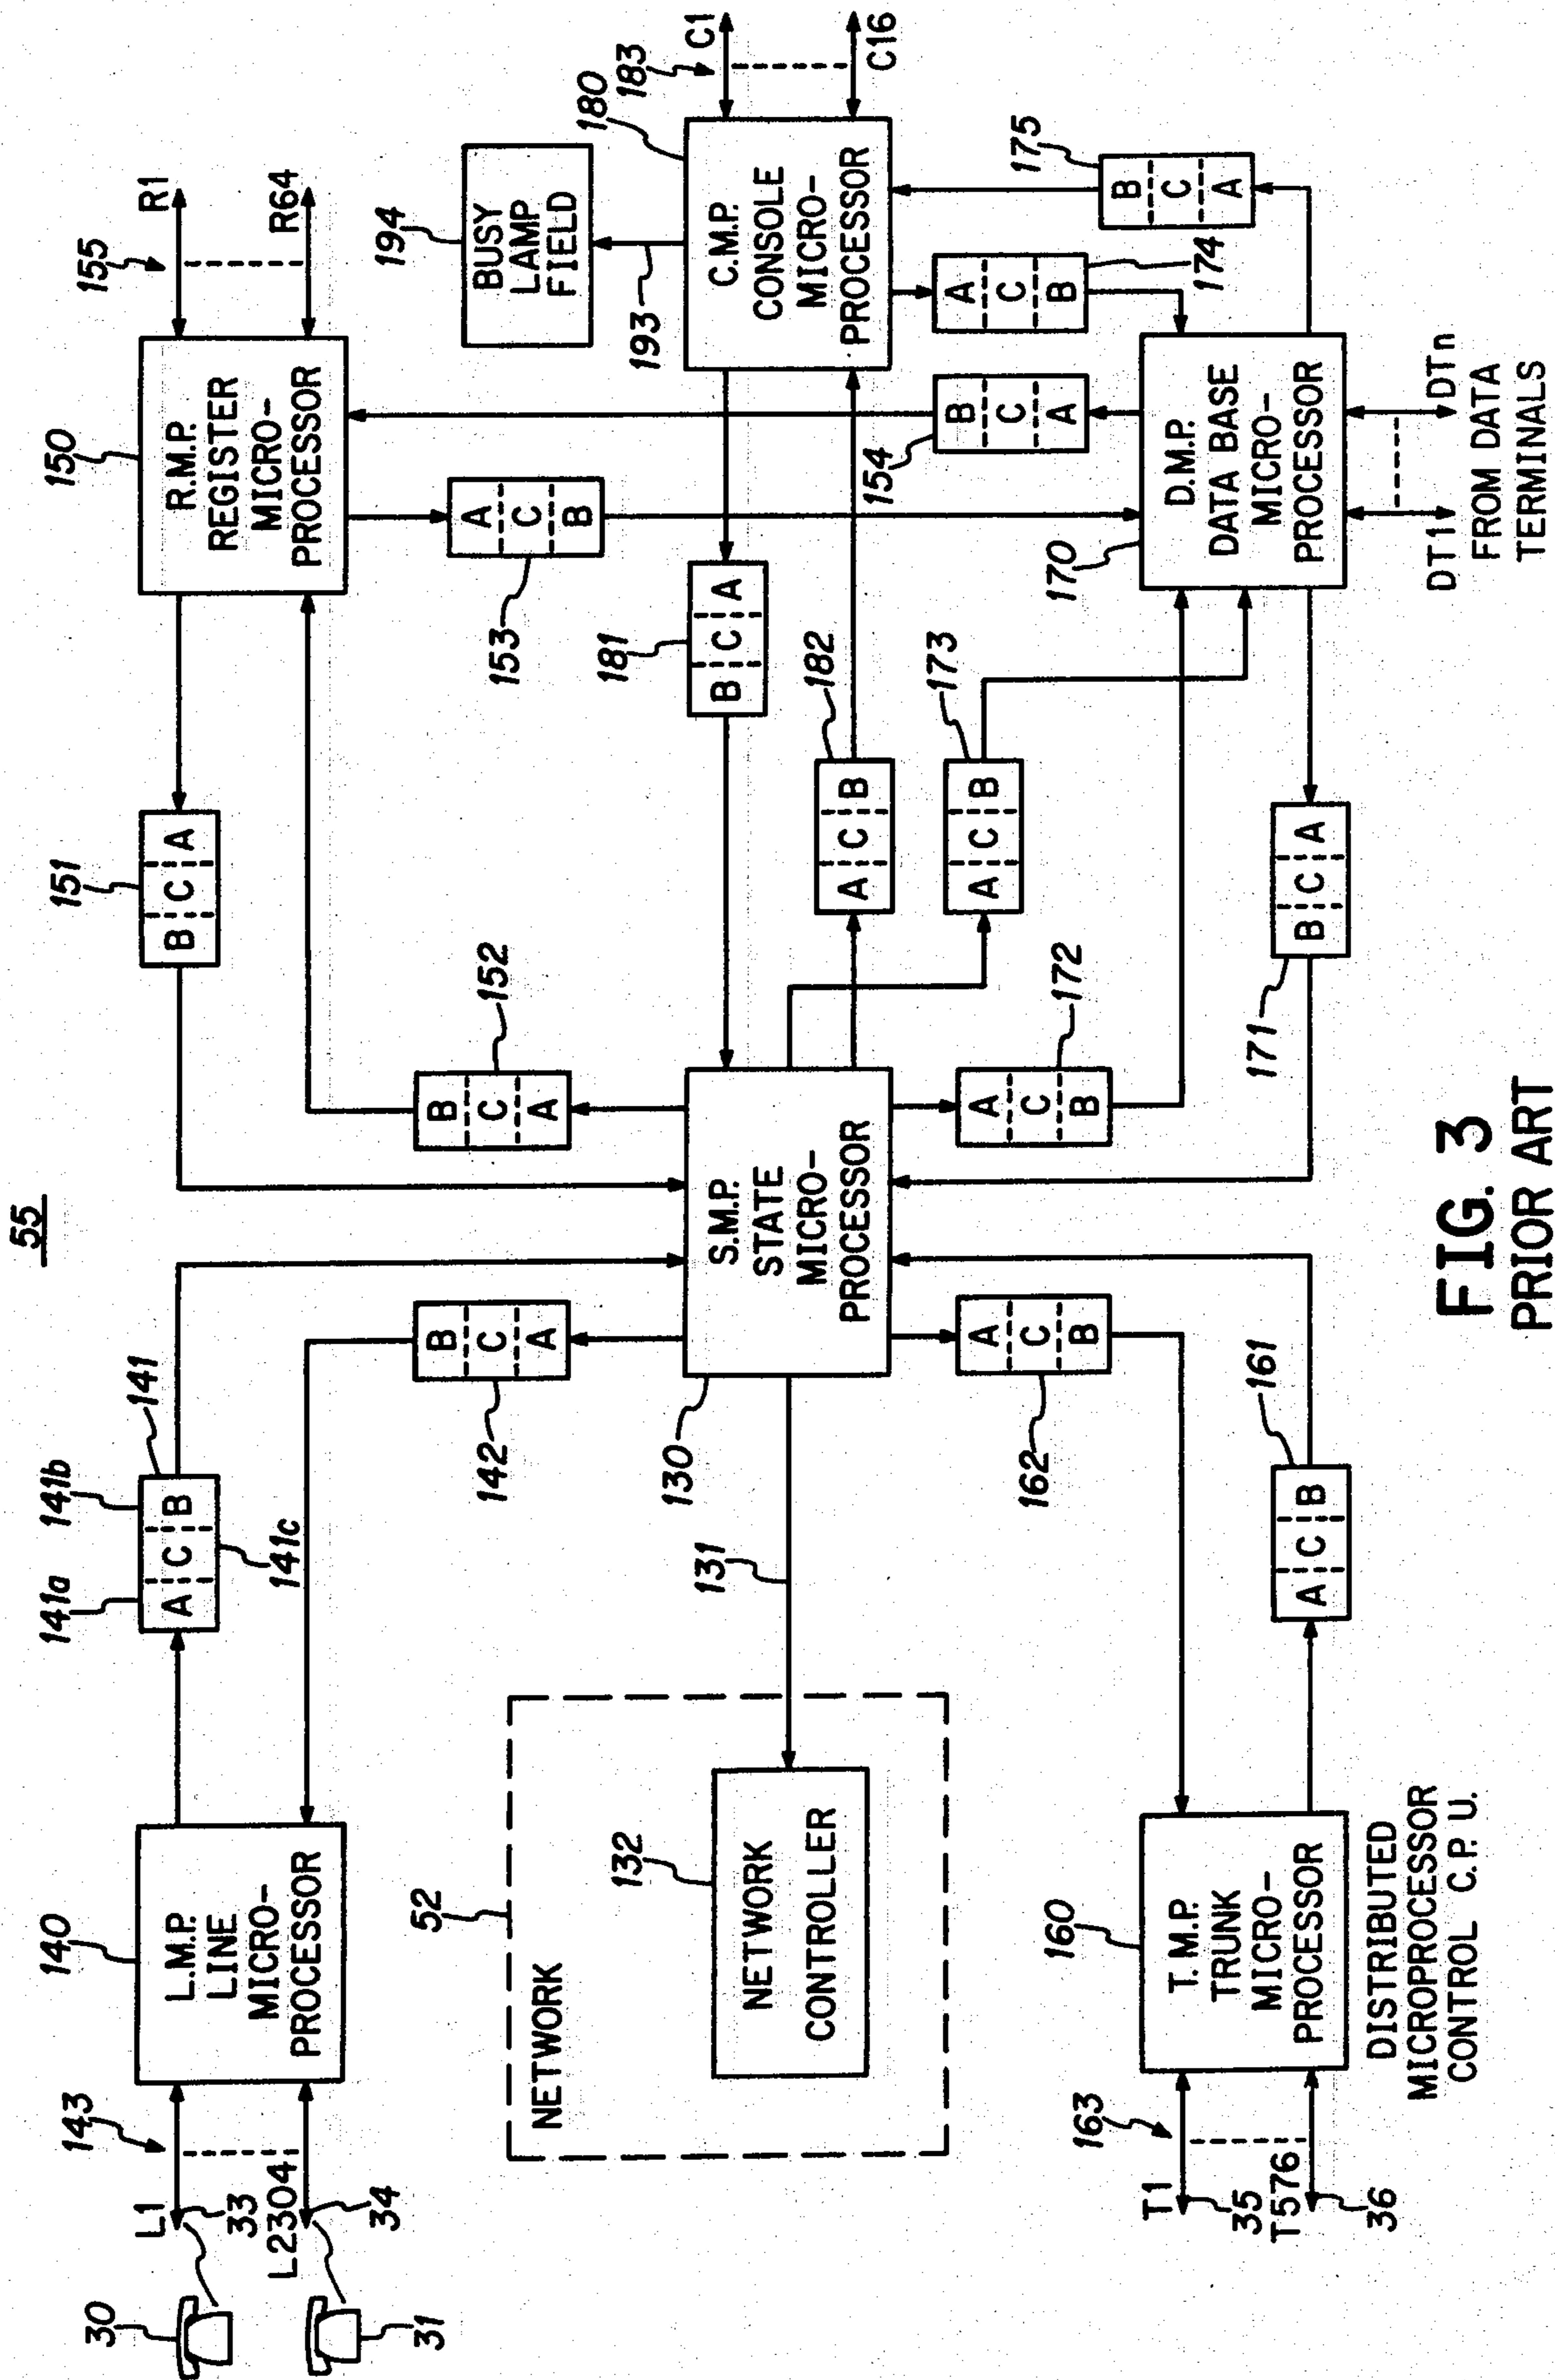 55
30
31
L1
33
L2304
34
143
140
L.M.P.
LINE
MICRO-
PROCESSOR
141a
141b
141
A C B
141c
142
B
C
A
151
B C A
152
B
C
A
150
R.M.P.
REGISTER
MICRO-
PROCESSOR
155
R1
R64
153
A
C
B
154
B
C
A
194
BUSY
LAMP
FIELD
193
180
C.M.P.
CONSOLE
MICRO-
PROCESSOR
183
C1
C16
181
B C A
182
A C B
173
A C B
174
A
C
B
175
B
C
A
52
NETWORK
132
NETWORK
CONTROLLER
131
130
S.M.P.
STATE
MICRO-
PROCESSOR
162
A
C
B
172
A
C
B
161
A C B
171
B C A
170
D.M.P.
DATA BASE
MICRO-
PROCESSOR
DT1
DTn
FROM DATA
TERMINALS
T1
35
T576
36
163
160
T.M.P.
TRUNK
MICRO-
PROCESSOR
DISTRIBUTED
MICROPROCESSOR
CONTROL C.P.U.
FIG. 3
PRIOR ART